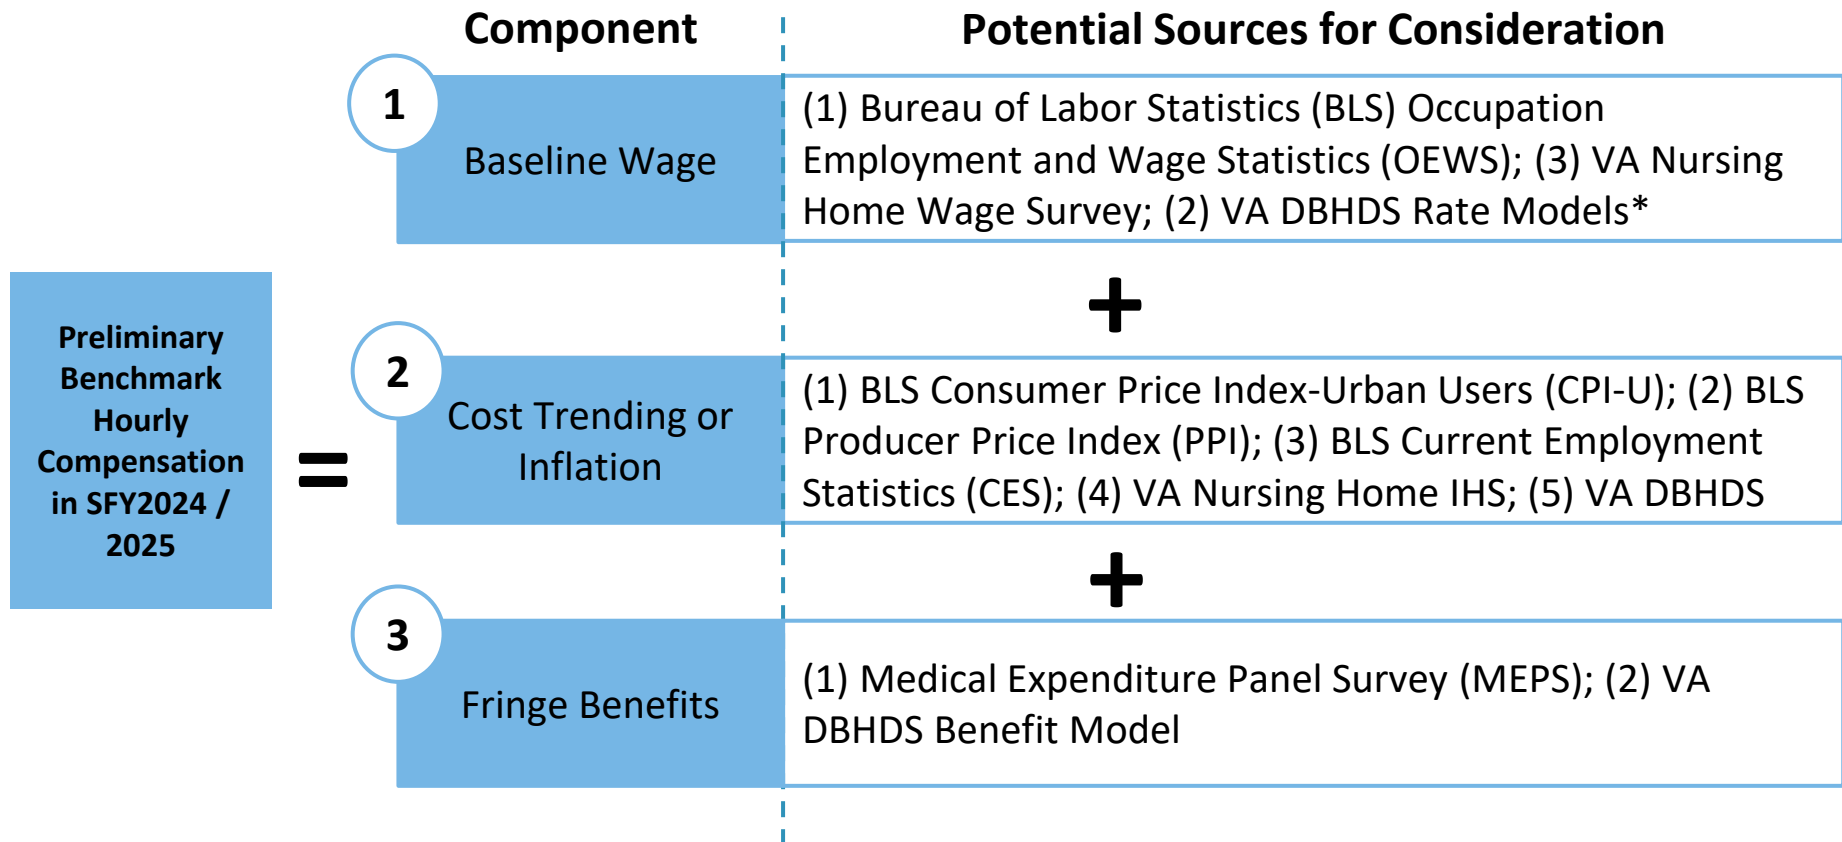 Component
Potential Sources for Consideration
Preliminary
Benchmark
Hourly
Compensation
in SFY2024 /
2025
=
1
Baseline Wage
(1) Bureau of Labor Statistics (BLS) Occupation
Employment and Wage Statistics (OEWS); (3) VA Nursing
Home Wage Survey; (2) VA DBHDS Rate Models*
+
2
Cost Trending or
Inflation
(1) BLS Consumer Price Index-Urban Users (CPI-U); (2) BLS
Producer Price Index (PPI); (3) BLS Current Employment
Statistics (CES); (4) VA Nursing Home IHS; (5) VA DBHDS
+
3
Fringe Benefits
(1) Medical Expenditure Panel Survey (MEPS); (2) VA
DBHDS Benefit Model